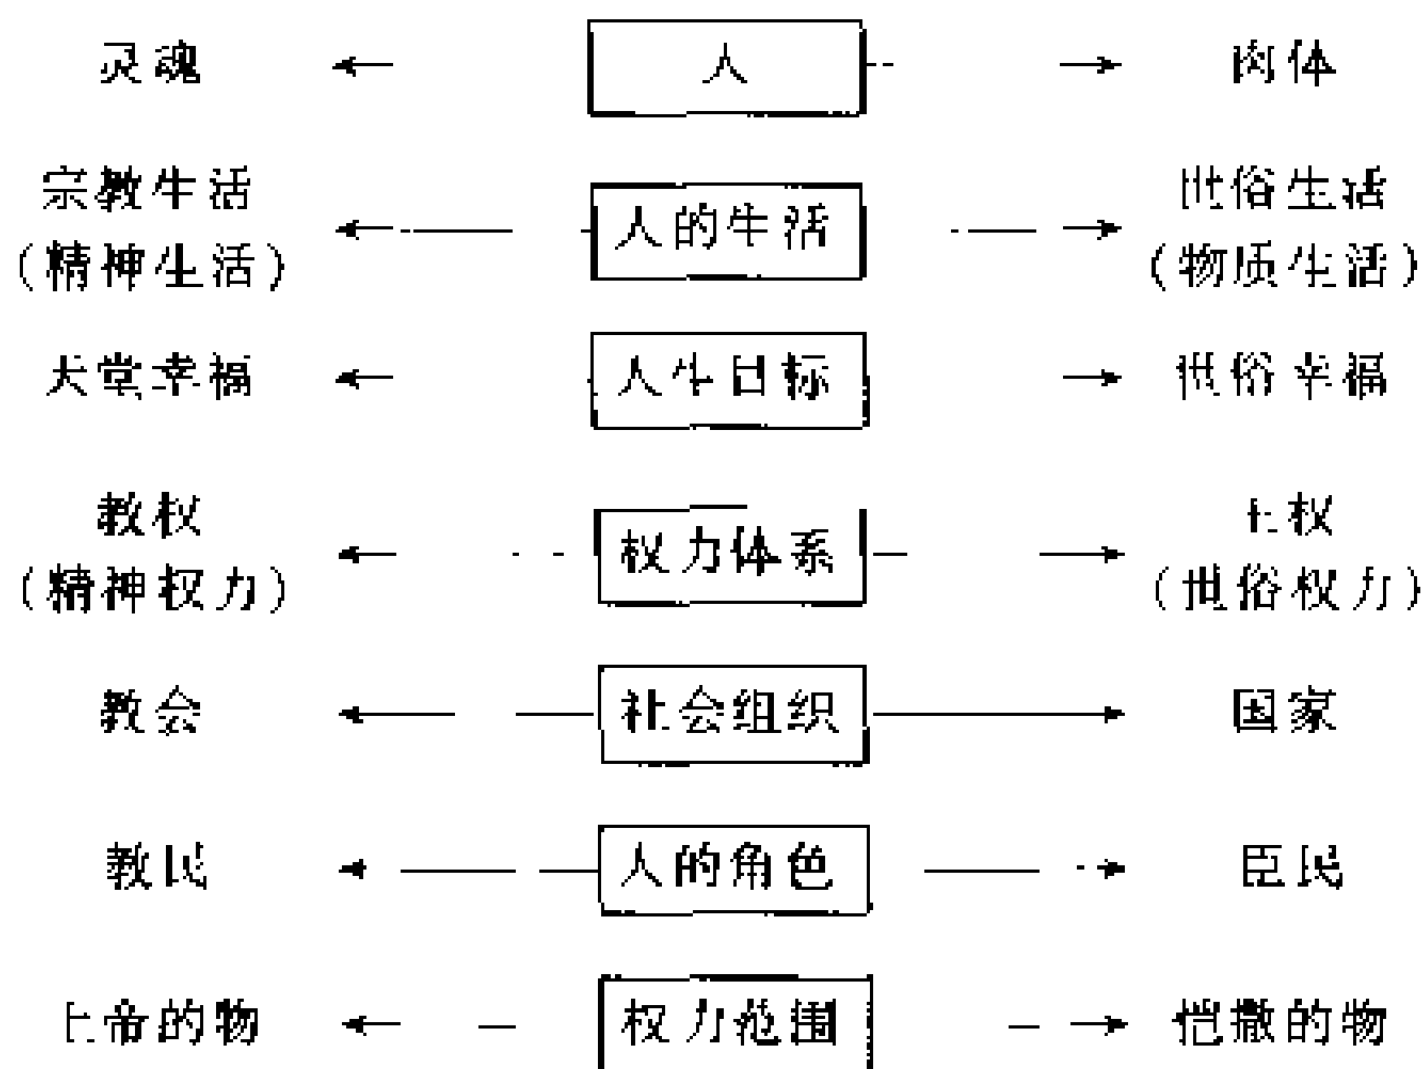 灵魂 人 肉体
宗教生活 世俗生活
人的生活
(精神生活) (物质生活)
天堂幸福 人生目标 世俗幸福
教权 王权
权力体系
(精神权力) (世俗权力)
教会 社会组织 国家
教民 人的角色 臣民
上帝的物 权力范围 恺撒的物